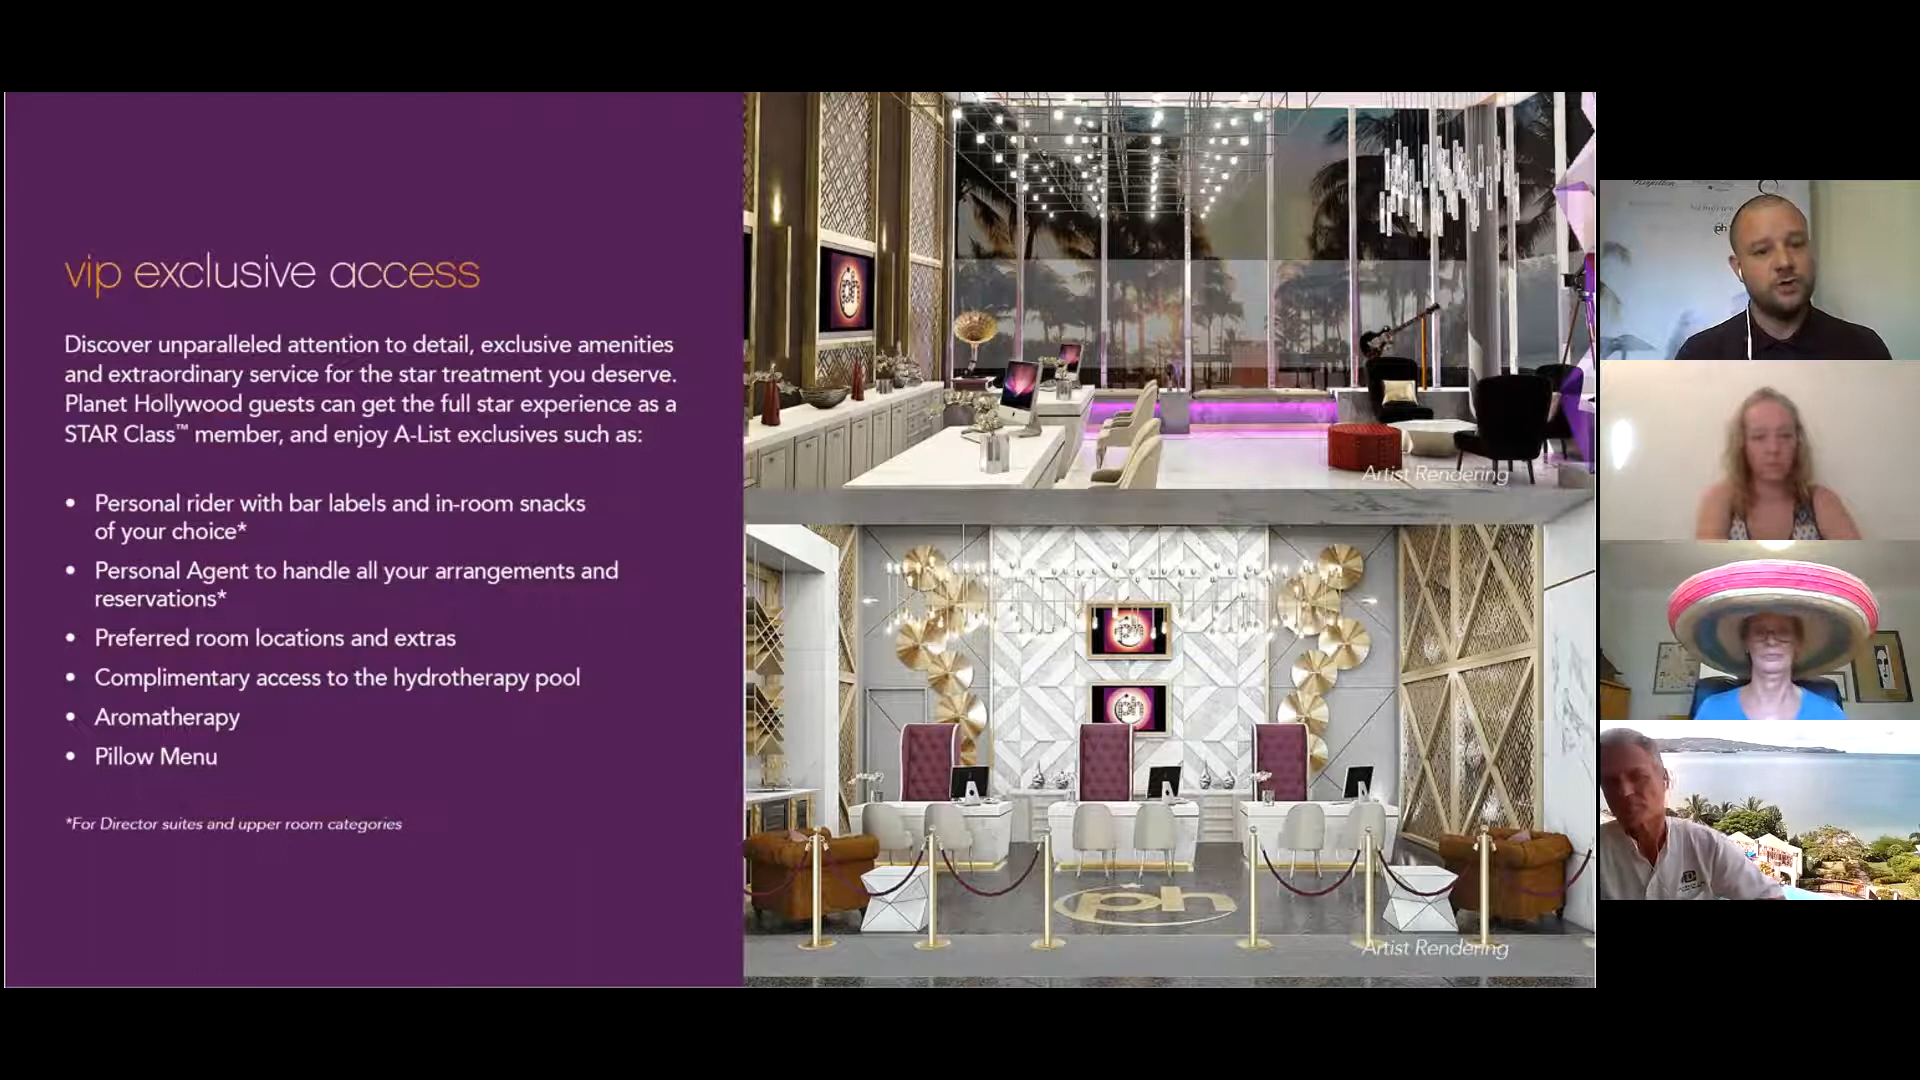 vip exclusive access
Discover unparalleled attention to detail, exclusive amenities
and extraordinary service for the star treatment you deserve.
Planet Hollywood guests can get the full star experience as a
STAR Class™ member, and enjoy A-List exclusives such as:
• Personal rider with bar labels and in-room snacks
of your choice*
• Personal Agent to handle all your arrangements and
reservations*
• Preferred room locations and extras
• Complimentary access to the hydrotherapy pool
• Aromatherapy
• Pillow Menu
*For Director suites and upper room categories
ph
Artist Rendering
ph
ph
ph
Artist Rendering
ph